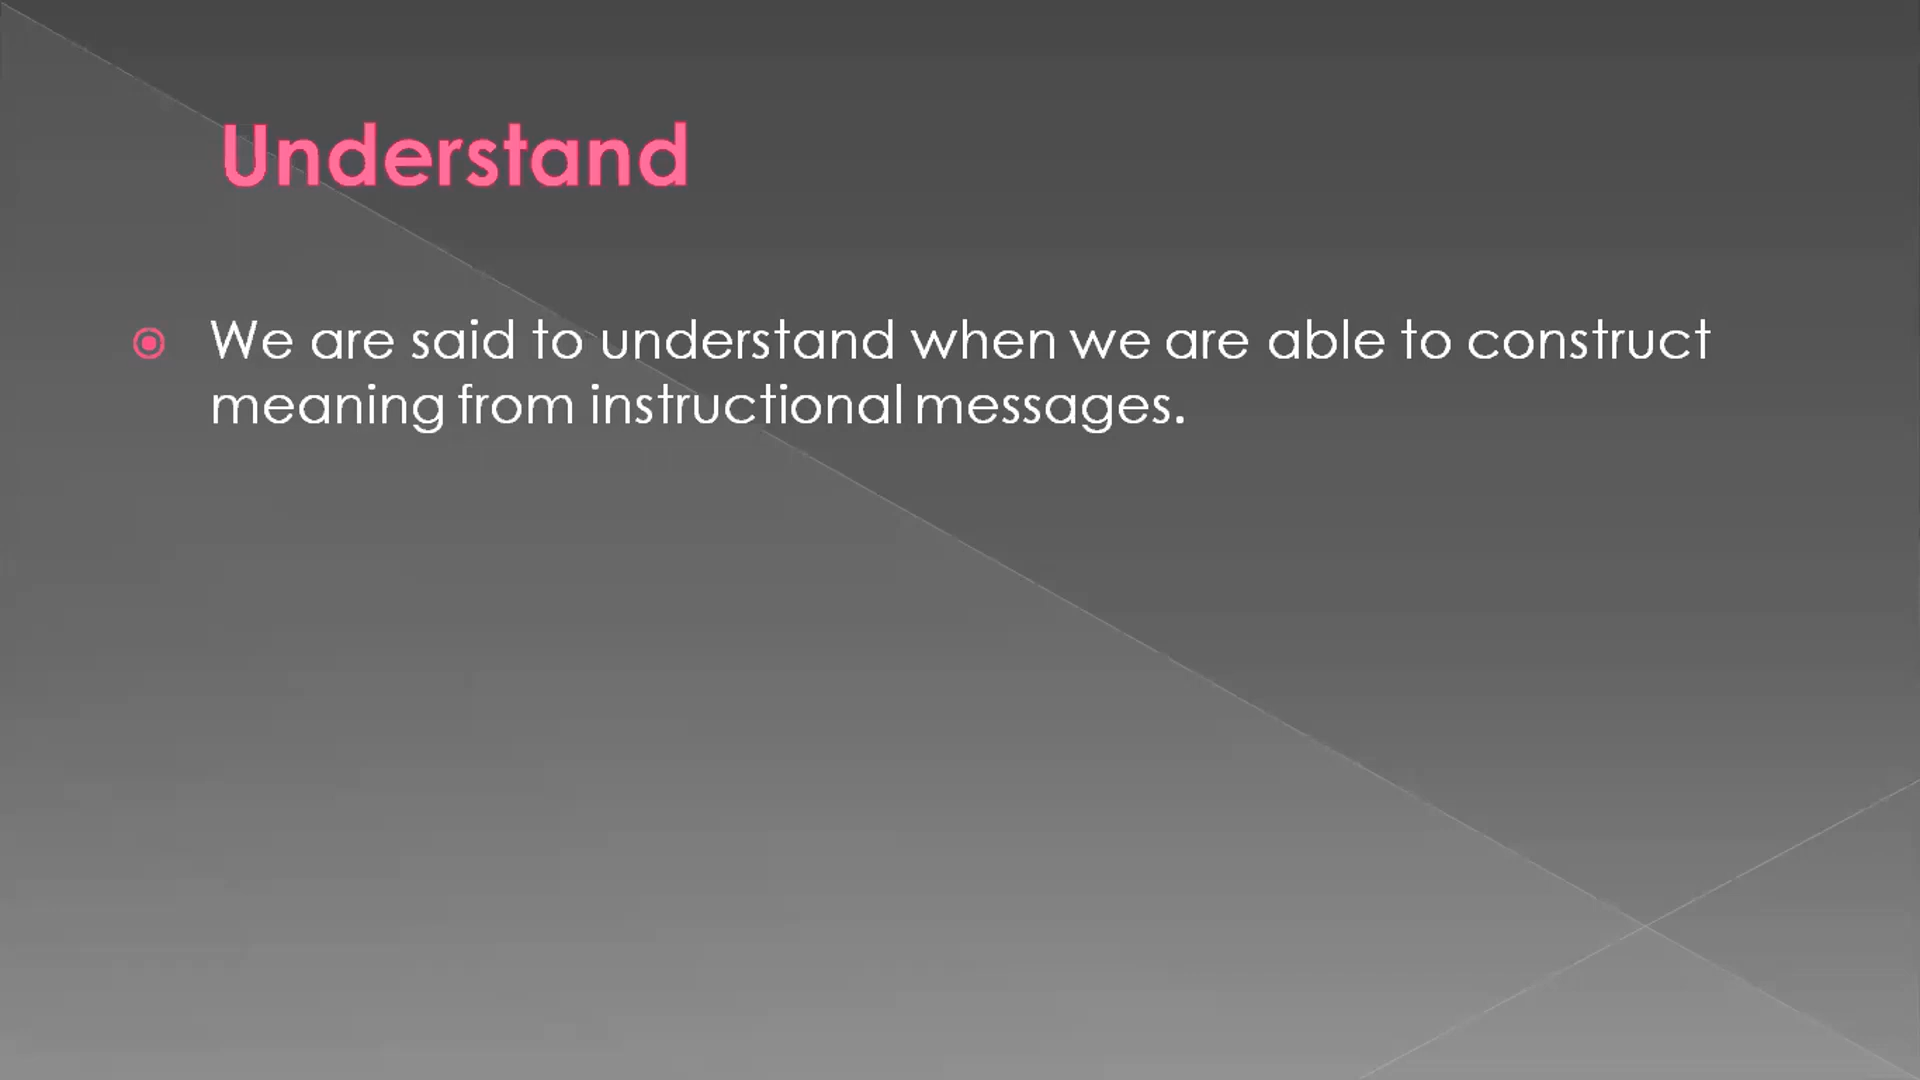 Understand
We are said to understand when we are able to construct
meaning from instructional messages.